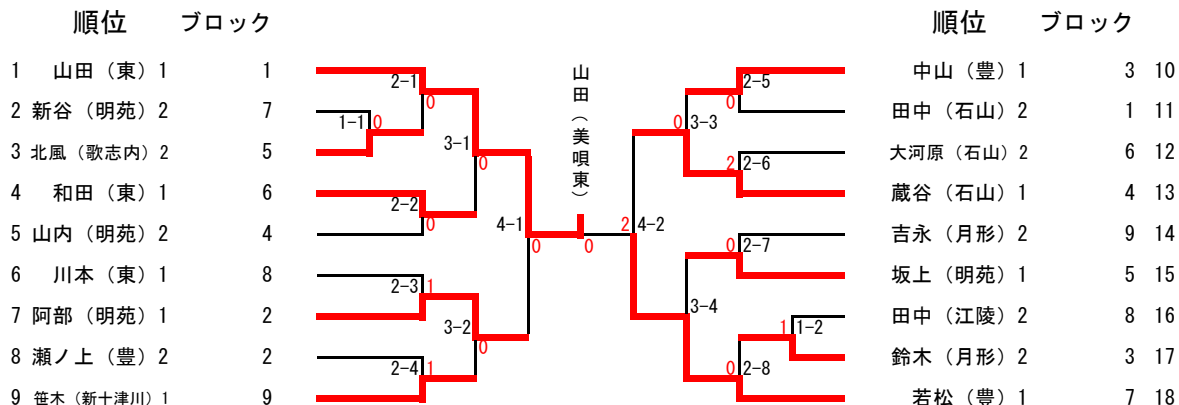 順位 ブロック
1 山田（東）1 1
2 新谷（明苑）2 7
3 北風（歌志内）2 5
4 和田（東）1 6
5 山内（明苑）2 4
6 川本（東）1 8
7 阿部（明苑）1 2
8 瀬ノ上（豊）2 2
9 笹木（新十津川）1 9
2-1
0
1-1 0
3-1
0
2-2
0
4-1
0
2-3 1
3-2
0
2-4 1
山田（美唄東）
0
2 4-2
0 3-3
2-5
0
2 2-6
0 2-7
3-4
1 1-2
0 2-8
順位 ブロック
中山（豊）1 3 10
田中（石山）2 1 11
大河原（石山）2 6 12
蔵谷（石山）1 4 13
吉永（月形）2 9 14
坂上（明苑）1 5 15
田中（江陵）2 8 16
鈴木（月形）2 3 17
若松（豊）1 7 18